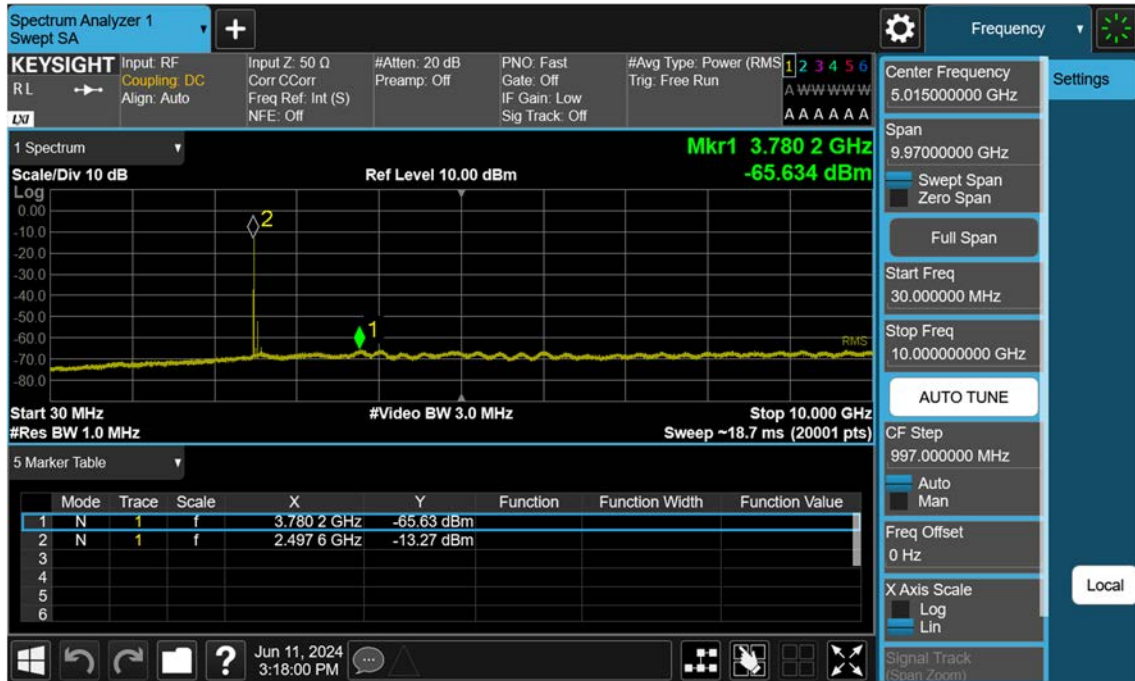 Spectrum Analyzer 1
Swept SA
+
Frequency
KEYSIGHT
Input: RF
Coupling: DC
Align: Auto
R L
LXI
Input Z: 50 Ω
Corr CCorr
Freq Ref: Int (S)
NFE: Off
#Atten: 20 dB
Preamp: Off
PNO: Fast
Gate: Off
IF Gain: Low
Sig Track: Off
#Avg Type: Power (RMS
Trig: Free Run
1 2 3 4 5 6
A W W W W W
A A A A A A
1 Spectrum
Mkr1 3.780 2 GHz
Scale/Div 10 dB
Ref Level 10.00 dBm
-65.634 dBm
Log
0.00
-10.0
-20.0
-30.0
-40.0
-50.0
-60.0
-70.0
-80.0
2
1
RMS
Start 30 MHz
#Video BW 3.0 MHz
Stop 10.000 GHz
#Res BW 1.0 MHz
Sweep ~18.7 ms (20001 pts)
5 Marker Table
Mode Trace Scale X Y Function Function Width Function Value
1 N 1 f 3.780 2 GHz -65.63 dBm
2 N 1 f 2.497 6 GHz -13.27 dBm
3
4
5
6
?
Jun 11, 2024
3:18:00 PM
Center Frequency
5.015000000 GHz
Settings
Span
9.97000000 GHz
Swept Span
Zero Span
Full Span
Start Freq
30.000000 MHz
Stop Freq
10.000000000 GHz
AUTO TUNE
CF Step
997.000000 MHz
Auto
Man
Freq Offset
0 Hz
X Axis Scale
Log
Lin
Local
Signal Track
(Span Zoom)